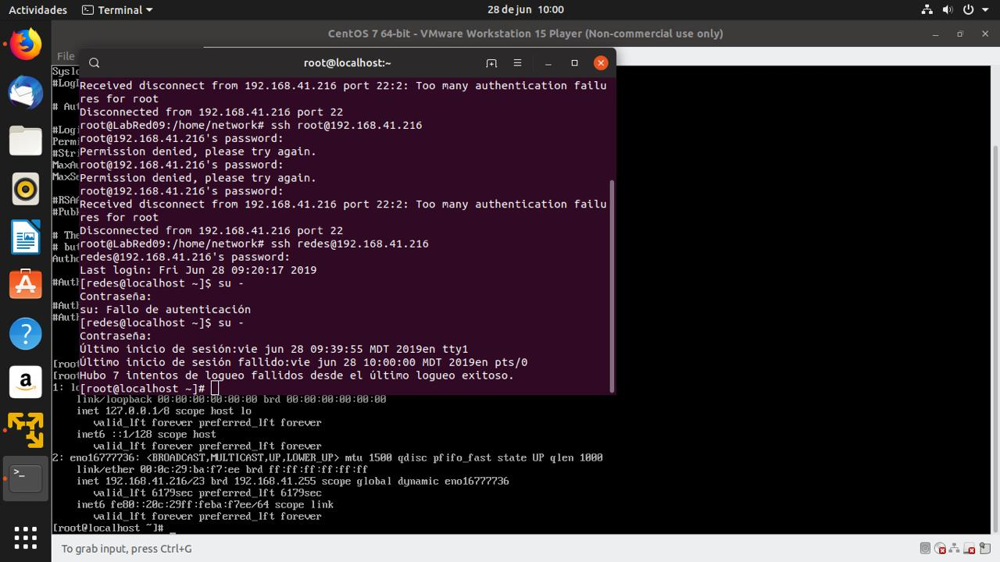 Actividades
Terminal
28 de jun 10:00
CentOS 7 64-bit - VMware Workstation 15 Player (Non-commercial use only)
File
root@localhost:~
Received disconnect from 192.168.41.216 port 22:2: Too many authentication failu
res for root
Disconnected from 192.168.41.216 port 22
root@LabRed09:/home/network# ssh root@192.168.41.216
root@192.168.41.216's password:
Permission denied, please try again.
root@192.168.41.216's password:
Permission denied, please try again.
root@192.168.41.216's password:
Received disconnect from 192.168.41.216 port 22:2: Too many authentication failu
res for root
Disconnected from 192.168.41.216 port 22
root@LabRed09:/home/network# ssh redes@192.168.41.216
redes@192.168.41.216's password:
Last login: Fri Jun 28 09:20:17 2019
[redes@localhost ~]$ su -
Contraseña:
su: Fallo de autenticación
[redes@localhost ~]$ su -
Contraseña:
Último inicio de sesión:vie jun 28 09:39:55 MDT 2019en tty1
Último inicio de sesión fallido:vie jun 28 10:00:00 MDT 2019en pts/0
Hubo 7 intentos de logueo fallidos desde el último logueo exitoso.
[root@localhost ~]#
Syslo
#LogL
# Aut
#Logi
Permi
#Stri
MaxAu
MaxSe
#RSAA
#Pubk
# The
# but
Autho
#Auth
#Auth
#Auth
[root
[root
1: lo
link/loopback 00:00:00:00:00:00 brd 00:00:00:00:00:00
inet 127.0.0.1/8 scope host lo
valid_lft forever preferred_lft forever
inet6 ::1/128 scope host
valid_lft forever preferred_lft forever
2: eno16777736: <BROADCAST,MULTICAST,UP,LOWER_UP> mtu 1500 qdisc pfifo_fast state UP qlen 1000
link/ether 00:0c:29:ba:f7:ee brd ff:ff:ff:ff:ff:ff
inet 192.168.41.216/23 brd 192.168.41.255 scope global dynamic eno16777736
valid_lft 6179sec preferred_lft 6179sec
inet6 fe80::20c:29ff:feba:f7ee/64 scope link
valid_lft forever preferred_lft forever
[root@localhost ~]#
To grab input, press Ctrl+G